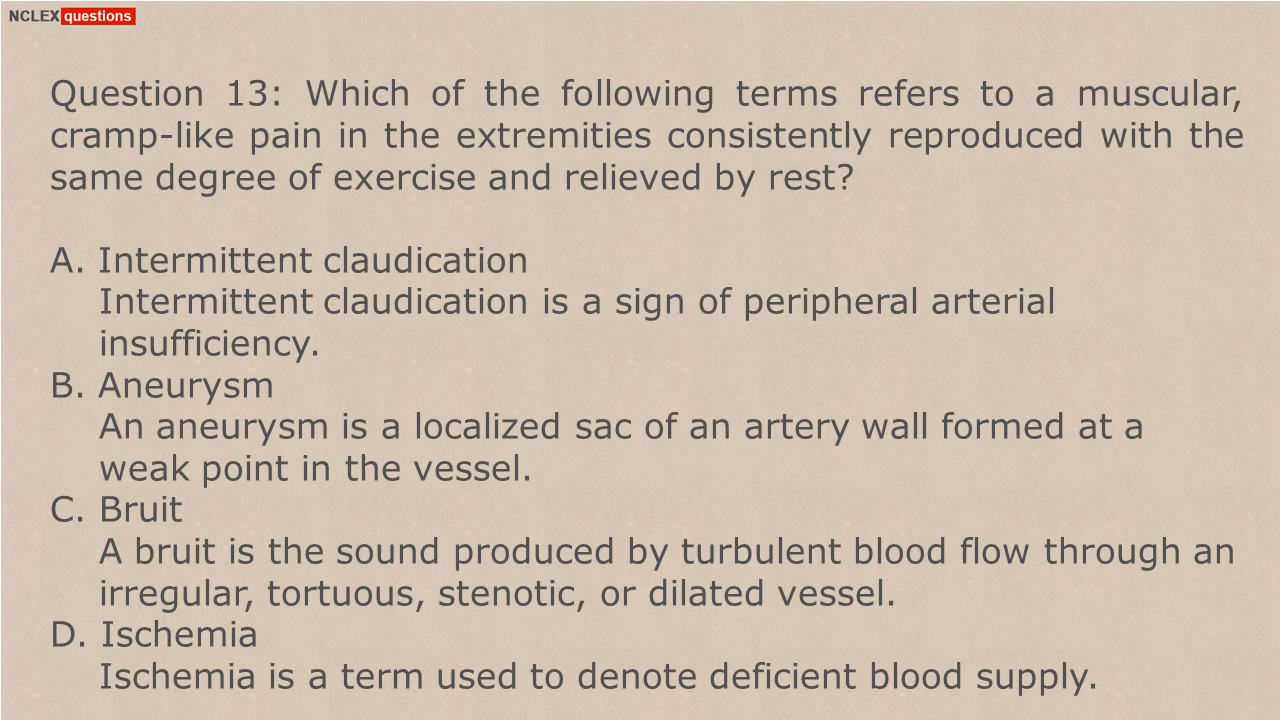 NCLEX questions
Question 13: Which of the following terms refers to a muscular,
cramp-like pain in the extremities consistently reproduced with the
same degree of exercise and relieved by rest?
A. Intermittent claudication
Intermittent claudication is a sign of peripheral arterial
insufficiency.
B. Aneurysm
An aneurysm is a localized sac of an artery wall formed at a
weak point in the vessel.
C. Bruit
A bruit is the sound produced by turbulent blood flow through an
irregular, tortuous, stenotic, or dilated vessel.
D. Ischemia
Ischemia is a term used to denote deficient blood supply.